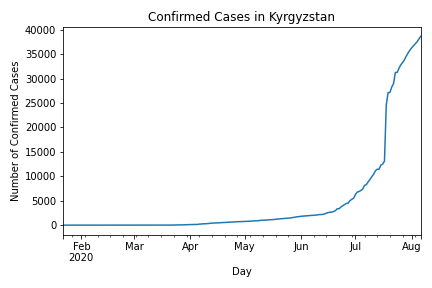 Confirmed Cases in Kyrgyzstan
Number of Confirmed Cases
40000
35000
30000
25000
20000
15000
10000
5000
0
Feb Mar Apr May Jun Jul Aug
2020
Day